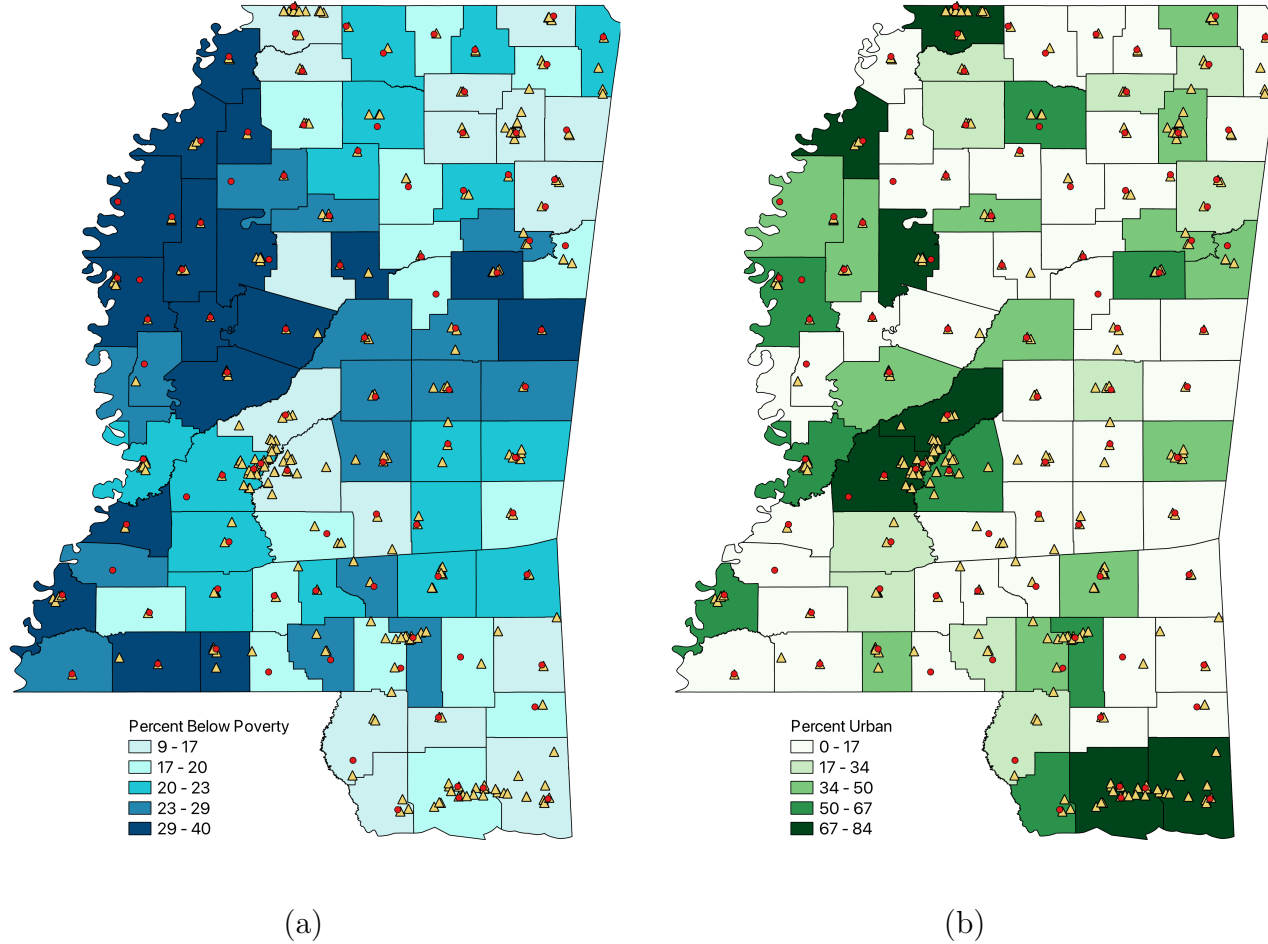 Percent Below Poverty
9 - 17
17 - 20
20 - 23
23 - 29
29 - 40
Percent Urban
0 - 17
17 - 34
34 - 50
50 - 67
67 - 84
(a)
(b)